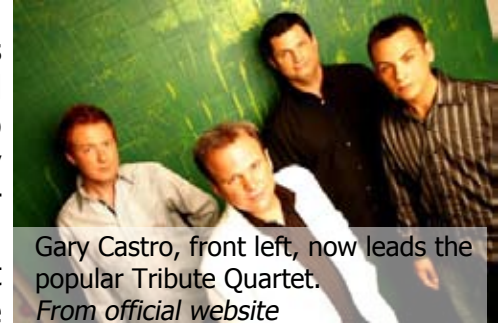 Gary Castro, front left, now leads the
popular Tribute Quartet.
From official website